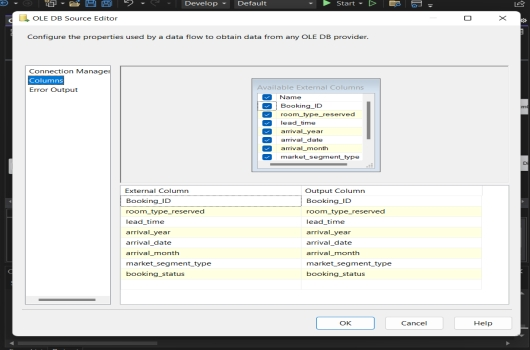 Develop
Default
Start
OLE DB Source Editor
Configure the properties used by a data flow to obtain data from any OLE DB provider.
Connection Manager
Columns
Error Output
Available External Columns
Name
Booking_ID
room_type_reserved
lead_time
arrival_year
arrival_date
arrival_month
market_segment_type
External Column Output Column
Booking_ID Booking_ID
room_type_reserved room_type_reserved
lead_time lead_time
arrival_year arrival_year
arrival_date arrival_date
arrival_month arrival_month
market_segment_type market_segment_type
booking_status booking_status
OK Cancel Help